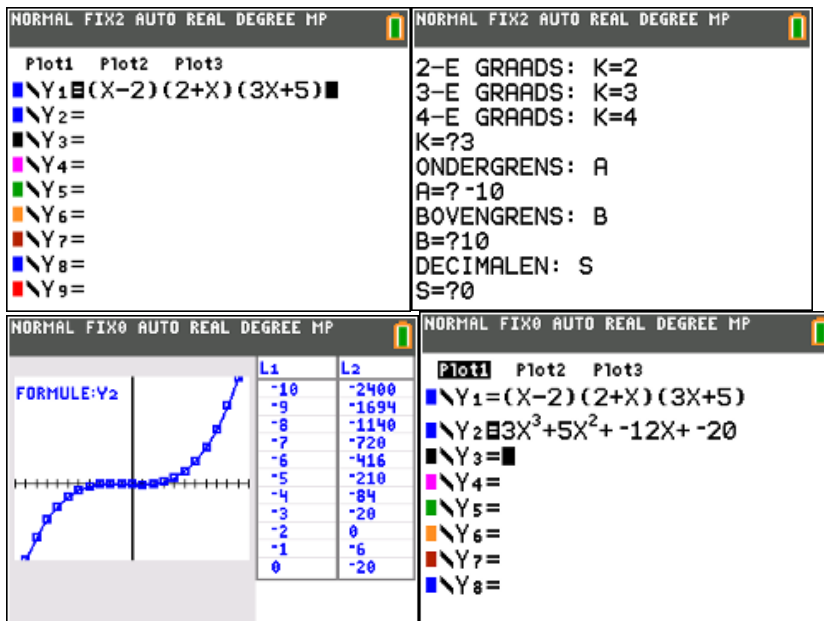 NORMAL FIX2 AUTO REAL DEGREE MP
Plot1 Plot2 Plot3
\Y1=(X-2)(2+X)(3X+5)
\Y2=
\Y3=
\Y4=
\Y5=
\Y6=
\Y7=
\Y8=
\Y9=
NORMAL FIX2 AUTO REAL DEGREE MP
2-E GRAADS: K=2
3-E GRAADS: K=3
4-E GRAADS: K=4
K=?3
ONDERGRENS: A
A=?-10
BOVENGRENS: B
B=?10
DECIMALEN: S
S=?0
NORMAL FIX0 AUTO REAL DEGREE MP
FORMULE:Y2
L1 L2
-10 -2400
-9 -1694
-8 -1140
-7 -720
-6 -416
-5 -210
-4 -84
-3 -20
-2 0
-1 -6
0 -20
NORMAL FIX0 AUTO REAL DEGREE MP
Plot1 Plot2 Plot3
\Y1=(X-2)(2+X)(3X+5)
\Y2=3X³+5X²+-12X+-20
\Y3=
\Y4=
\Y5=
\Y6=
\Y7=
\Y8=